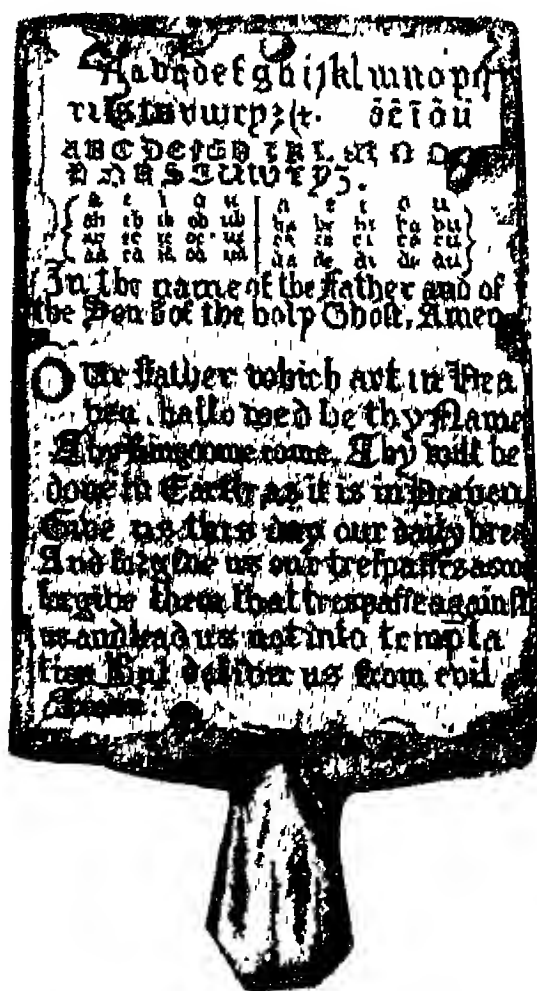 Aabcdefghijklmnopq
rſstuvwxyz&. ãẽĩõũ
A B C D E F G H I K L M N O
P Q R S T U W X Y Z.
a e i o u a e i o u
ab eb ib ob ub ba be bi bo bu
ac ec ic oc uc ca ce ci co cu
ad ed id od ud da de di do du
In the name of the Father and of
the Son & of the holy Ghoſt, Amen
OUr Father which art in Hea
ven, hallowed be thy Name
Thy kingdome come. Thy will be
done in Earth, as it is in Heaven.
Give us this day our daily brea
And forgive us our treſpaſſes as we
forgive them that treſpaſſe againſt
us and lead us not into tempta
tion But deliver us from evil
Amen